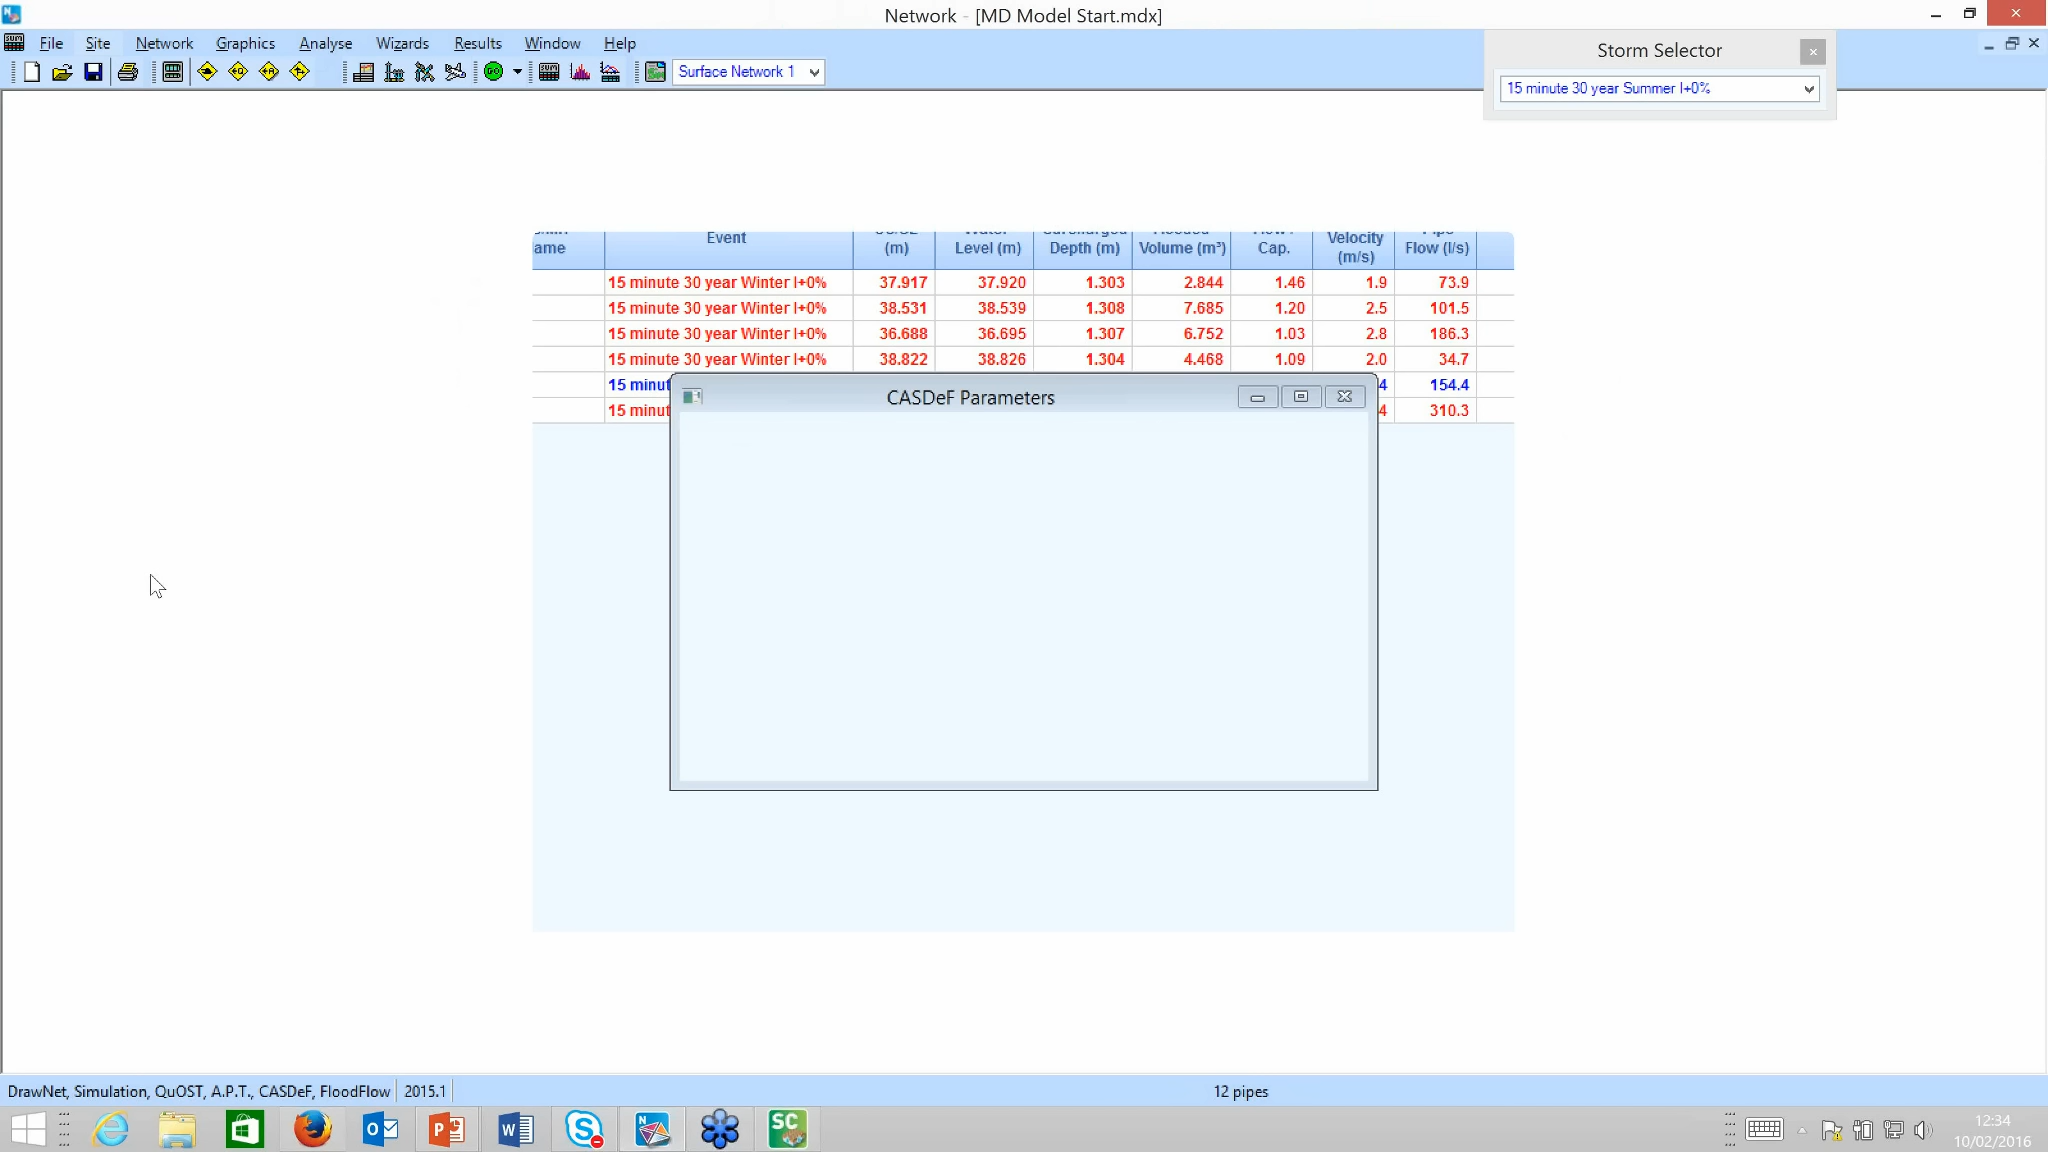 Network - [MD Model Start.mdx]
File Site Network Graphics Analyse Wizards Results Window Help
Surface Network 1
Storm Selector
15 minute 30 year Summer I+0%
ame Event (m) Level (m) Depth (m) Volume (m³) Cap. Velocity (m/s) Flow (l/s)
15 minute 30 year Winter I+0% 37.917 37.920 1.303 2.844 1.46 1.9 73.9
15 minute 30 year Winter I+0% 38.531 38.539 1.308 7.685 1.20 2.5 101.5
15 minute 30 year Winter I+0% 36.688 36.695 1.307 6.752 1.03 2.8 186.3
15 minute 30 year Winter I+0% 38.822 38.826 1.304 4.468 1.09 2.0 34.7
15 minut 4 154.4
15 minut 4 310.3
CASDeF Parameters
DrawNet, Simulation, QuOST, A.P.T., CASDeF, FloodFlow 2015.1 12 pipes
12:34
10/02/2016